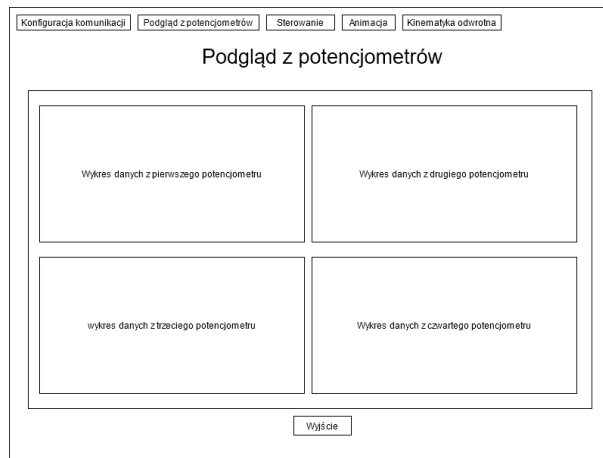 Konfiguracja komunikacji Podgląd z potencjometrów Sterowanie Animacja Kinematyka odwrotna
Podgląd z potencjometrów
Wykres danych z pierwszego potencjometru Wykres danych z drugiego potencjometru
wykres danych z trzeciego potencjometru Wykres danych z czwartego potencjometru
Wyjście